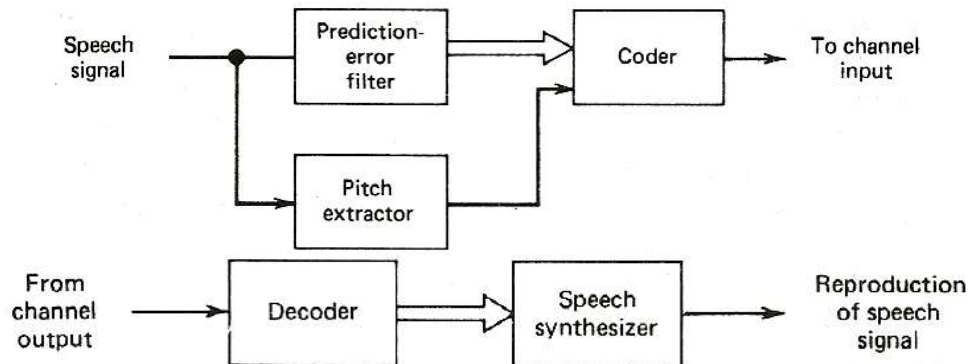 Speech
signal
Prediction-
error
filter
Coder
To channel
input
Pitch
extractor
From
channel
output
Decoder
Speech
synthesizer
Reproduction
of speech
signal